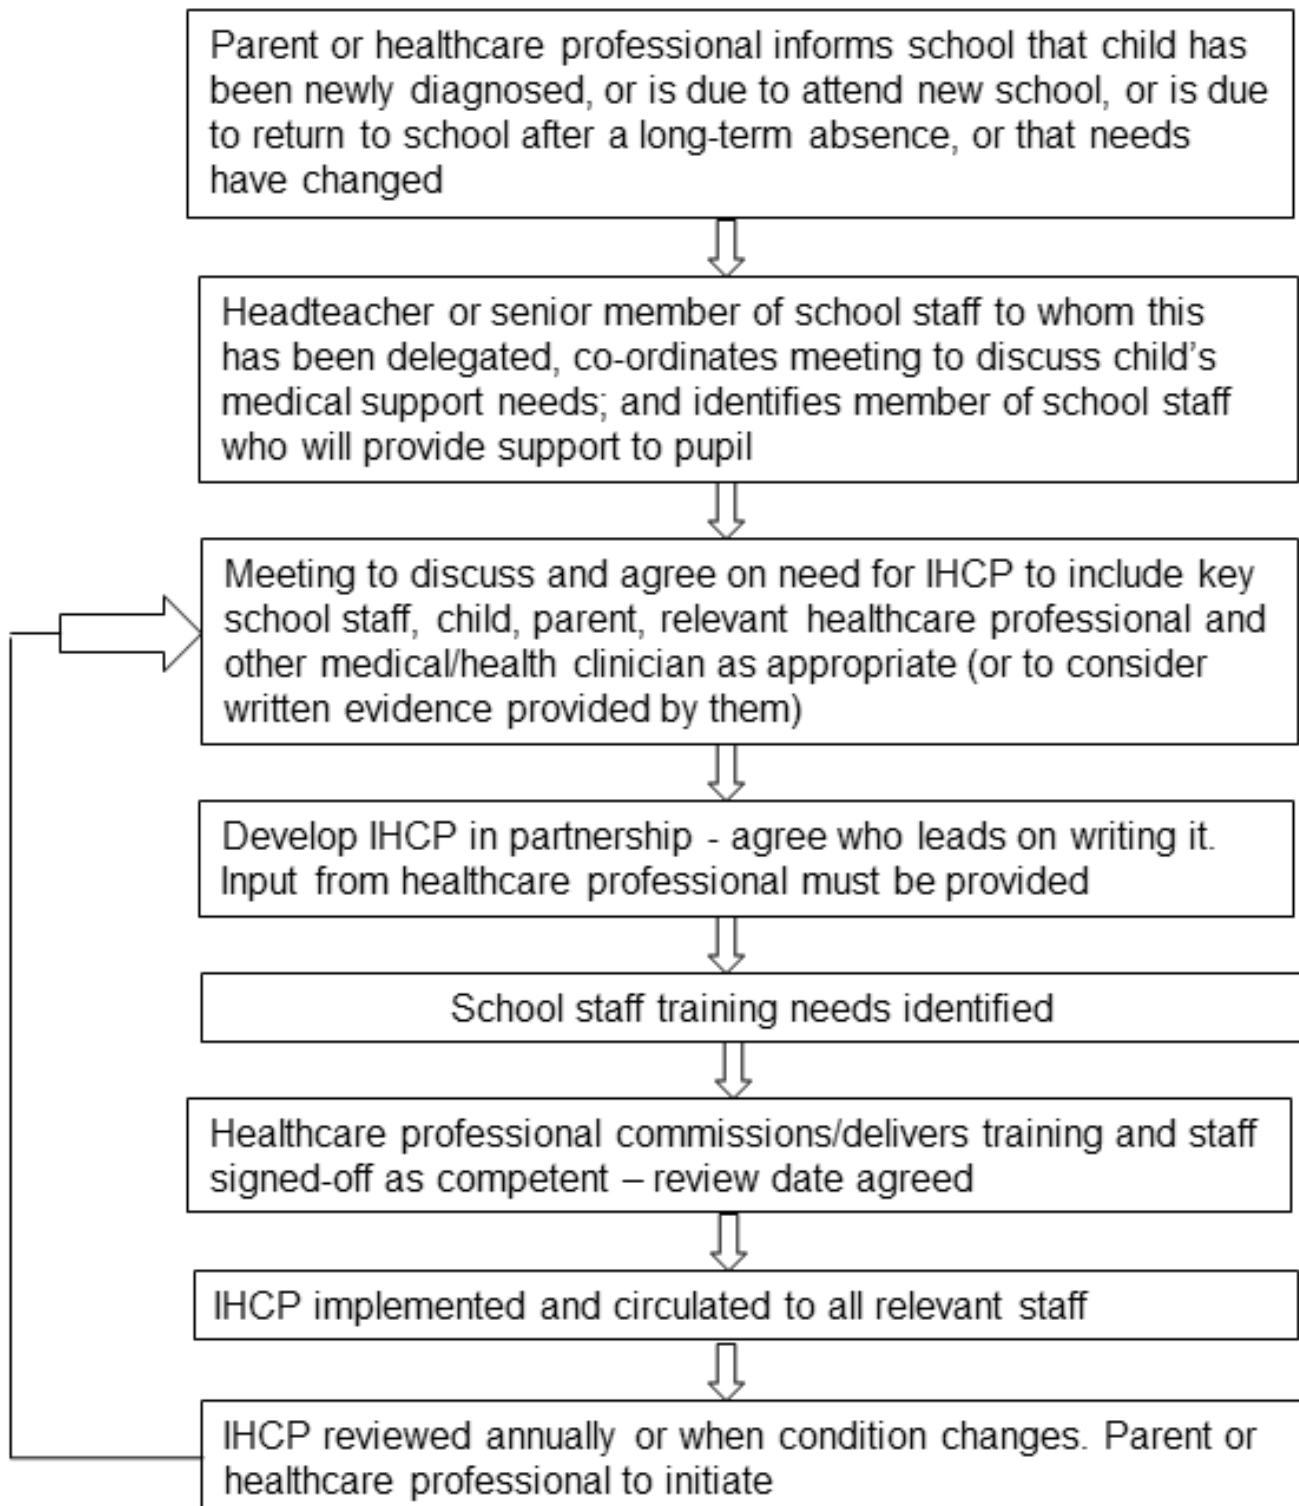 Parent or healthcare professional informs school that child has
been newly diagnosed, or is due to attend new school, or is due
to return to school after a long-term absence, or that needs
have changed
Headteacher or senior member of school staff to whom this
has been delegated, co-ordinates meeting to discuss child's
medical support needs; and identifies member of school staff
who will provide support to pupil
Meeting to discuss and agree on need for IHCP to include key
school staff, child, parent, relevant healthcare professional and
other medical/health clinician as appropriate (or to consider
written evidence provided by them)
Develop IHCP in partnership - agree who leads on writing it.
Input from healthcare professional must be provided
School staff training needs identified
Healthcare professional commissions/delivers training and staff
signed-off as competent – review date agreed
IHCP implemented and circulated to all relevant staff
IHCP reviewed annually or when condition changes. Parent or
healthcare professional to initiate